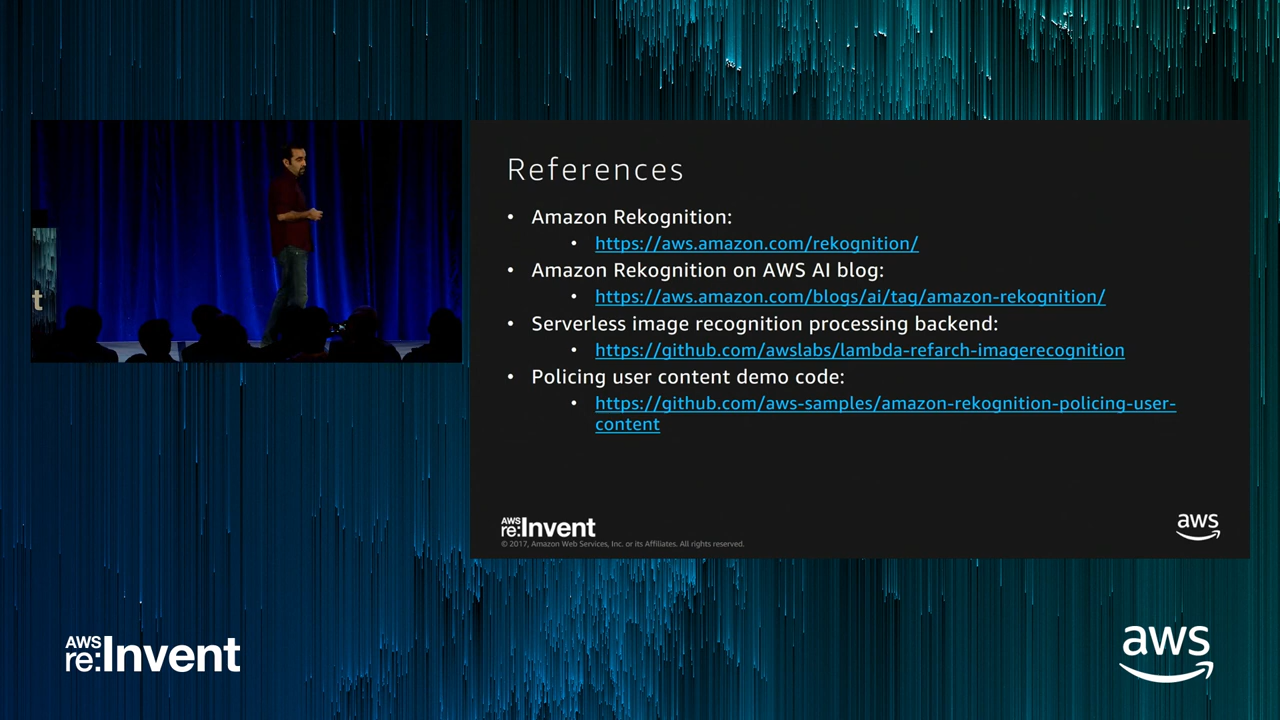 References
• Amazon Rekognition:
• https://aws.amazon.com/rekognition/
• Amazon Rekognition on AWS AI blog:
• https://aws.amazon.com/blogs/ai/tag/amazon-rekognition/
• Serverless image recognition processing backend:
• https://github.com/awslabs/lambda-refarch-imagerecognition
• Policing user content demo code:
• https://github.com/aws-samples/amazon-rekognition-policing-user-
content
t
AWS
re:Invent
© 2017, Amazon Web Services, Inc. or its Affiliates. All rights reserved.
aws
AWS
re:Invent
aws